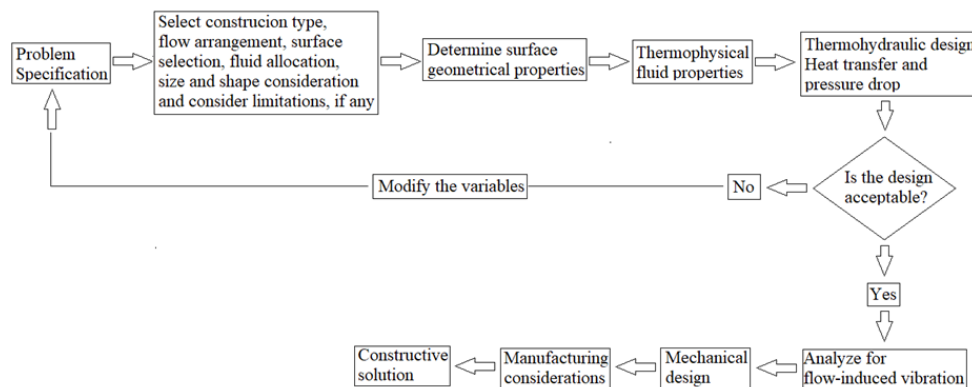 Problem
Specification
Select construcion type,
flow arrangement, surface
selection, fluid allocation,
size and shape consideration
and consider limitations, if any
Determine surface
geometrical properties
Thermophysical
fluid properties
Thermohydraulic design
Heat transfer and
pressure drop
Is the design
acceptable?
No
Modify the variables
Yes
Analyze for
flow-induced vibration
Mechanical
design
Manufacturing
considerations
Constructive
solution